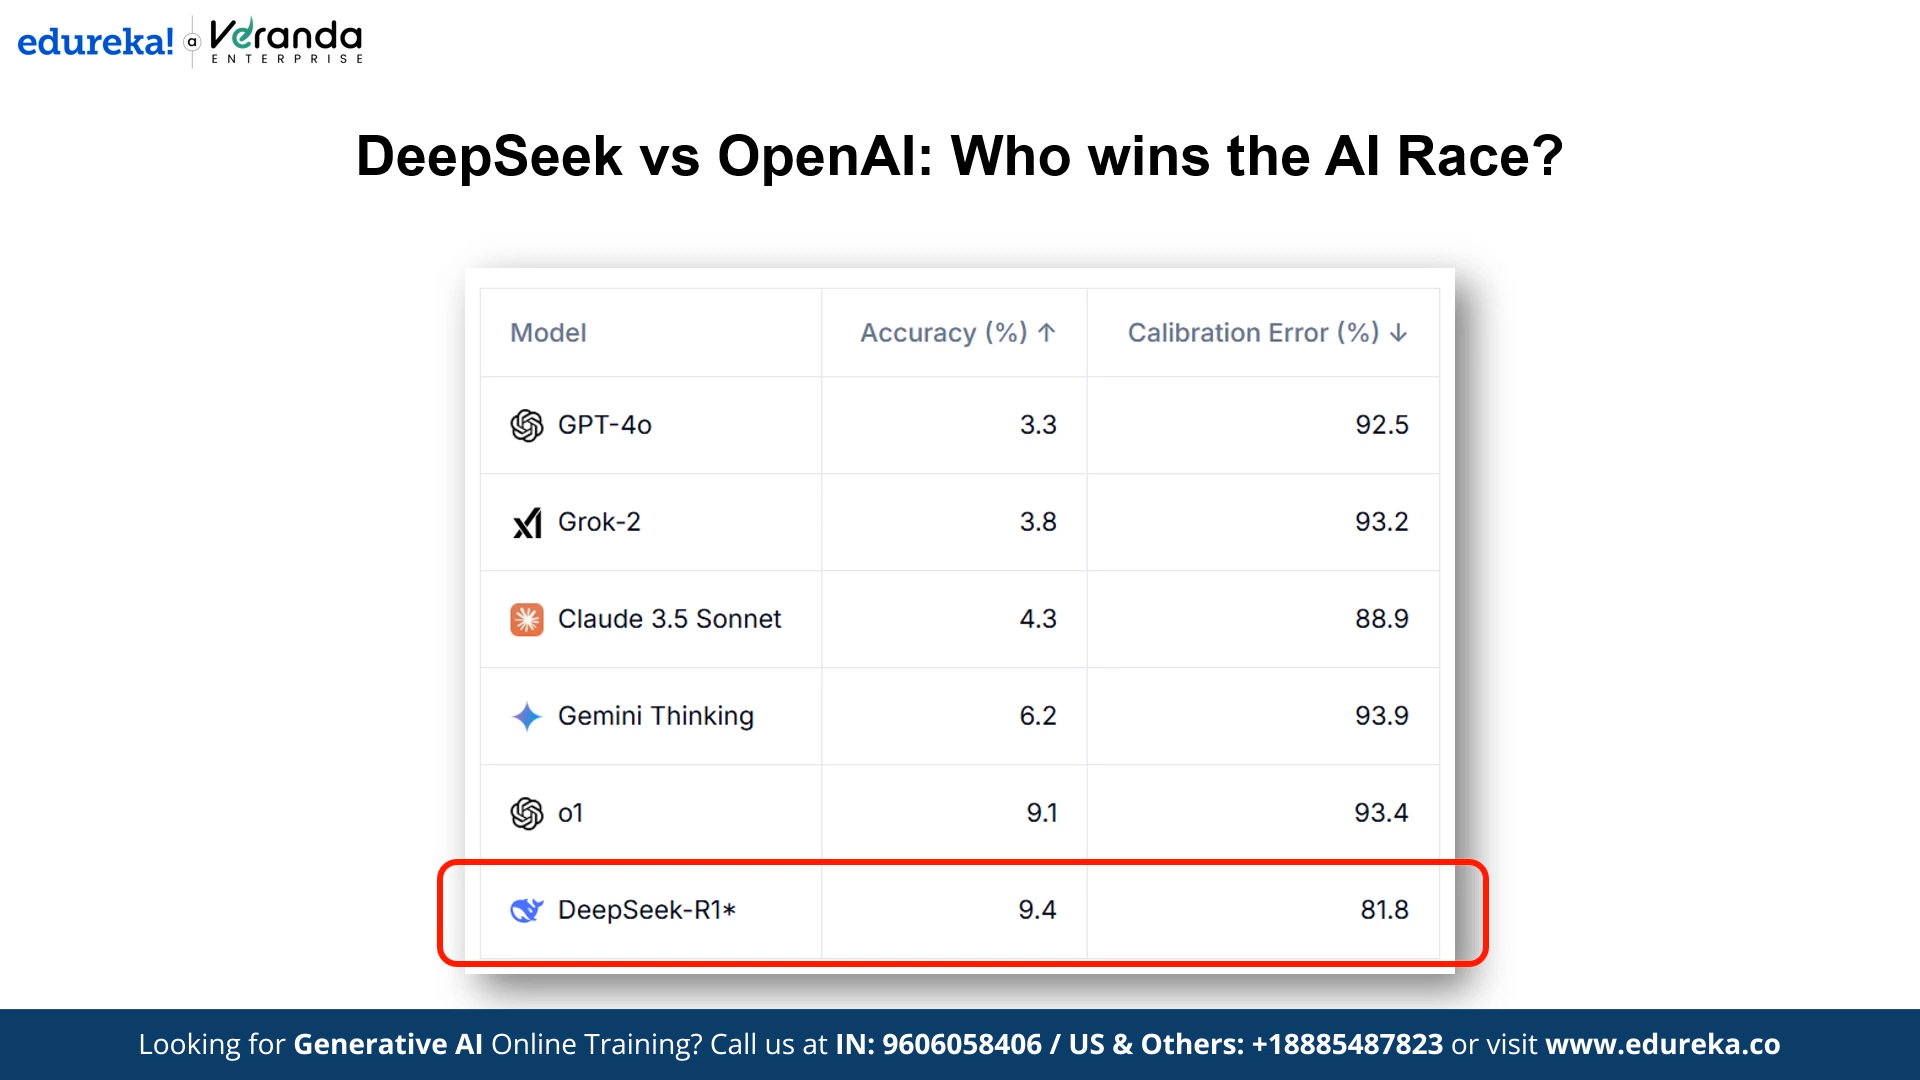 edureka! a Veranda
ENTERPRISE
DeepSeek vs OpenAI: Who wins the AI Race?
Model Accuracy (%) ↑ Calibration Error (%) ↓
GPT-4o 3.3 92.5
Grok-2 3.8 93.2
Claude 3.5 Sonnet 4.3 88.9
Gemini Thinking 6.2 93.9
o1 9.1 93.4
DeepSeek-R1* 9.4 81.8
Looking for Generative AI Online Training? Call us at IN: 9606058406 / US & Others: +18885487823 or visit www.edureka.co